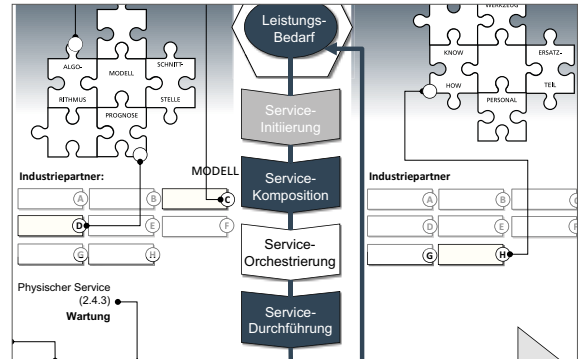 Leistungs-
Bedarf
Service-
Initiierung
Service-
Komposition
Service-
Orchestrierung
Service-
Durchführung
ALGO-
RITHMUS
MODELL
SCHNITT-
STELLE
PROGNOSE
MODELL
Industriepartner:
A B C
D E F
G H
Physischer Service
(2.4.3)
Wartung
WERKZEUG
KNOW
HOW
ERSATZ-
TEIL
PERSONAL
Industriepartner
A B C
D E F
G H